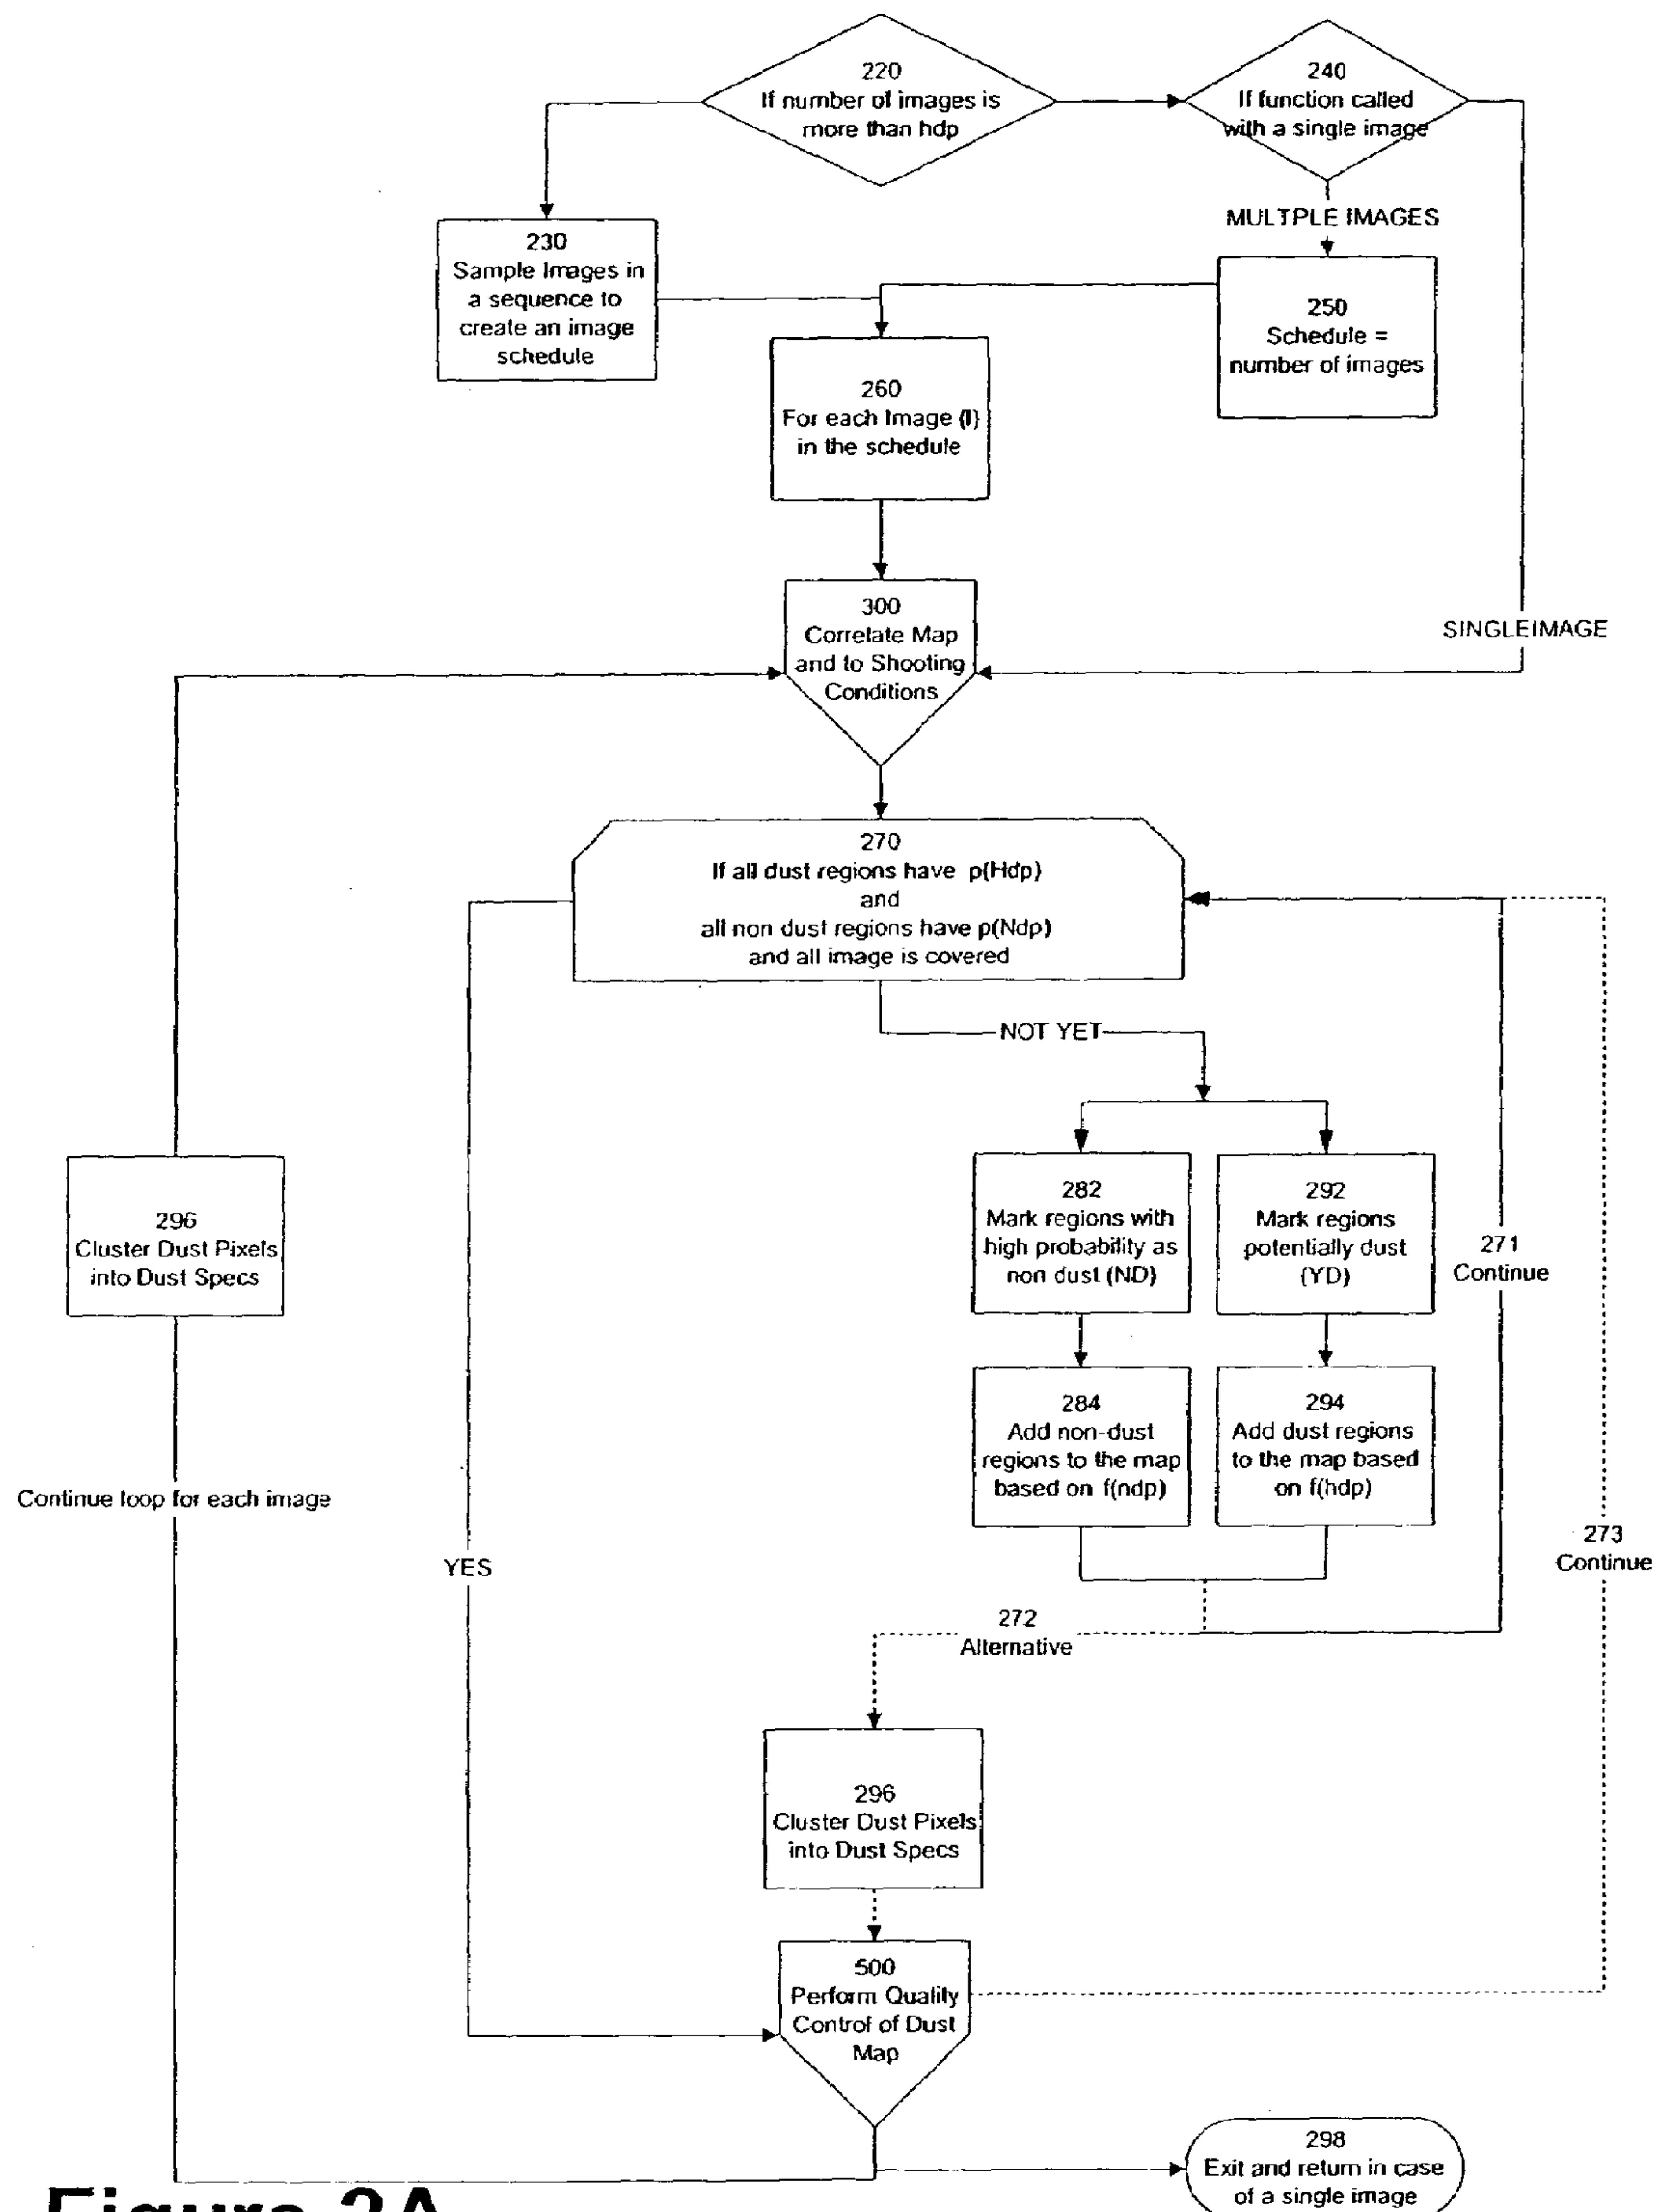 220
If number of images is
more than hdp
240
If function called
with a single image
MULTPLE IMAGES
230
Sample Images in
a sequence to
create an image
schedule
250
Schedule =
number of images
260
For each Image {I}
in the schedule
300
Correlate Map
and to Shooting
Conditions
SINGLEIMAGE
270
If all dust regions have p(Hdp)
and
all non dust regions have p(Ndp)
and all image is covered
NOT YET
282
Mark regions with
high probability as
non dust (ND)
292
Mark regions
potentially dust
(YD)
271
Continue
296
Cluster Dust Pixels
into Dust Specs
284
Add non-dust
regions to the map
based on f(ndp)
294
Add dust regions
to the map based
on f(hdp)
Continue loop for each image
273
Continue
YES
272
Alternative
296
Cluster Dust Pixels
into Dust Specs
500
Perform Quality
Control of Dust
Map
298
Exit and return in case
of a single image
Figure 2A